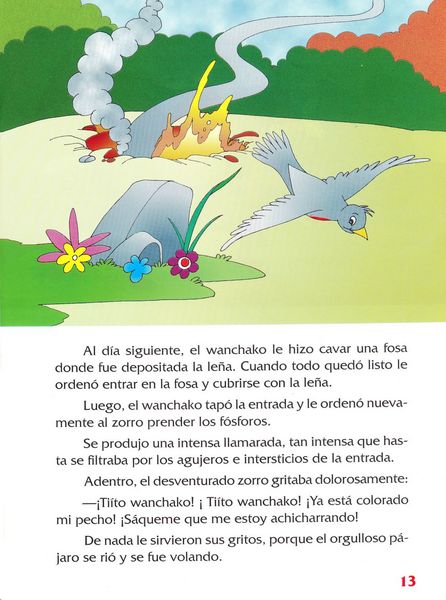 Al día siguiente, el wanchako le hizo cavar una fosa
donde fue depositada la leña. Cuando todo quedó listo le
ordenó entrar en la fosa y cubrirse con la leña.
Luego, el wanchako tapó la entrada y le ordenó nueva-
mente al zorro prender los fósforos.
Se produjo una intensa llamarada, tan intensa que has-
ta se filtraba por los agujeros e intersticios de la entrada.
Adentro, el desventurado zorro gritaba dolorosamente:
—¡Tiíto wanchako! ¡ Tiíto wanchako! ¡Ya está colorado
mi pecho! ¡Sáqueme que me estoy achicharrando!
De nada le sirvieron sus gritos, porque el orgulloso pá-
jaro se rió y se fue volando.
13